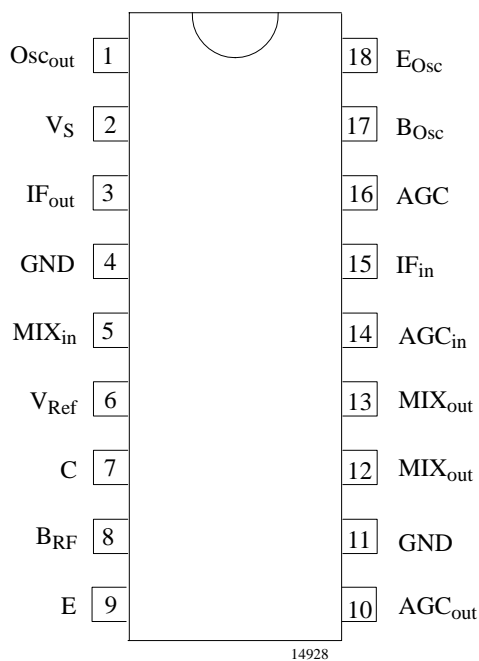 Osc_out 1 18 E_Osc
V_S 2 17 B_Osc
IF_out 3 16 AGC
GND 4 15 IF_in
MIX_in 5 14 AGC_in
V_Ref 6 13 MIX_out
C 7 12 MIX_out
B_RF 8 11 GND
E 9 10 AGC_out
14928